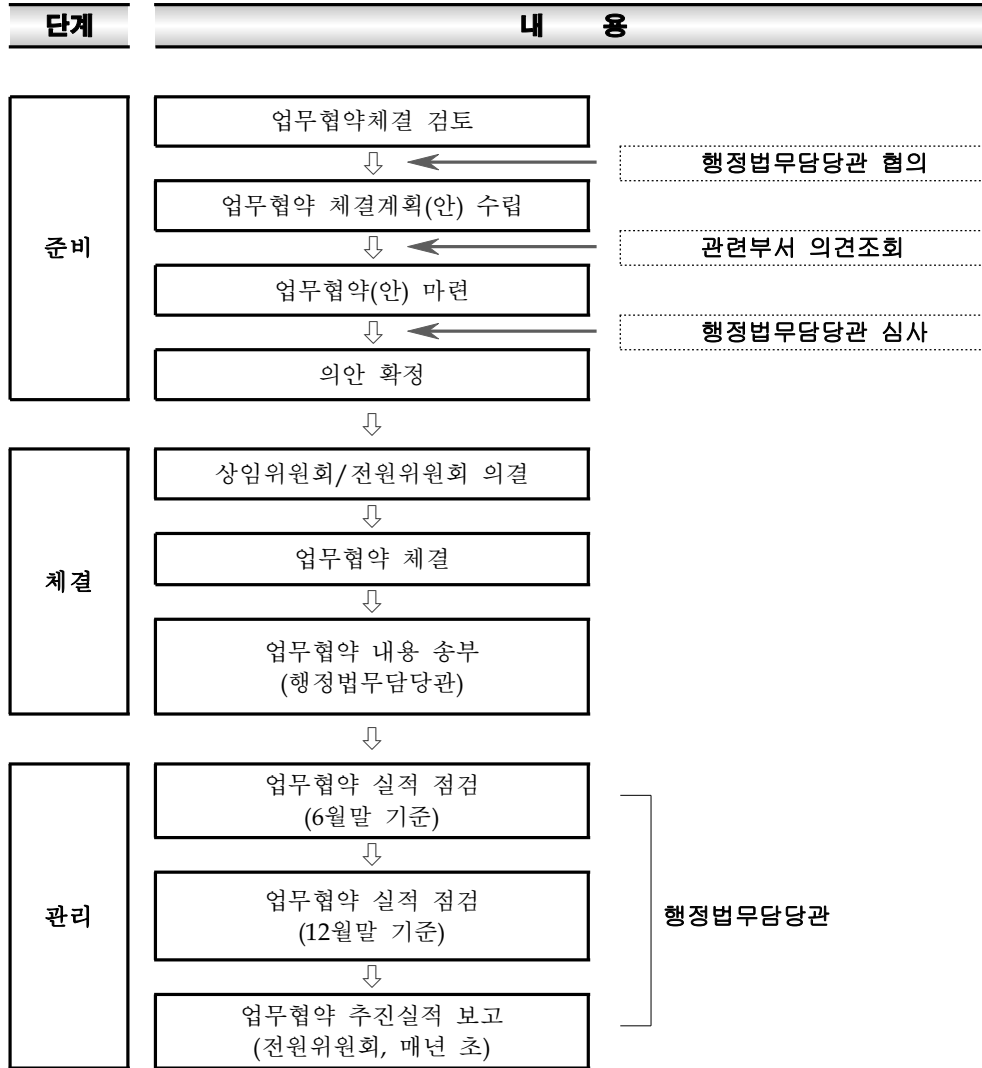 단계
내 용
준비
업무협약체결 검토
행정법무담당관 협의
업무협약 체결계획(안) 수립
관련부서 의견조회
업무협약(안) 마련
행정법무담당관 심사
의안 확정
체결
상임위원회/전원위원회 의결
업무협약 체결
업무협약 내용 송부
(행정법무담당관)
관리
업무협약 실적 점검
(6월말 기준)
업무협약 실적 점검
(12월말 기준)
행정법무담당관
업무협약 추진실적 보고
(전원위원회, 매년 초)